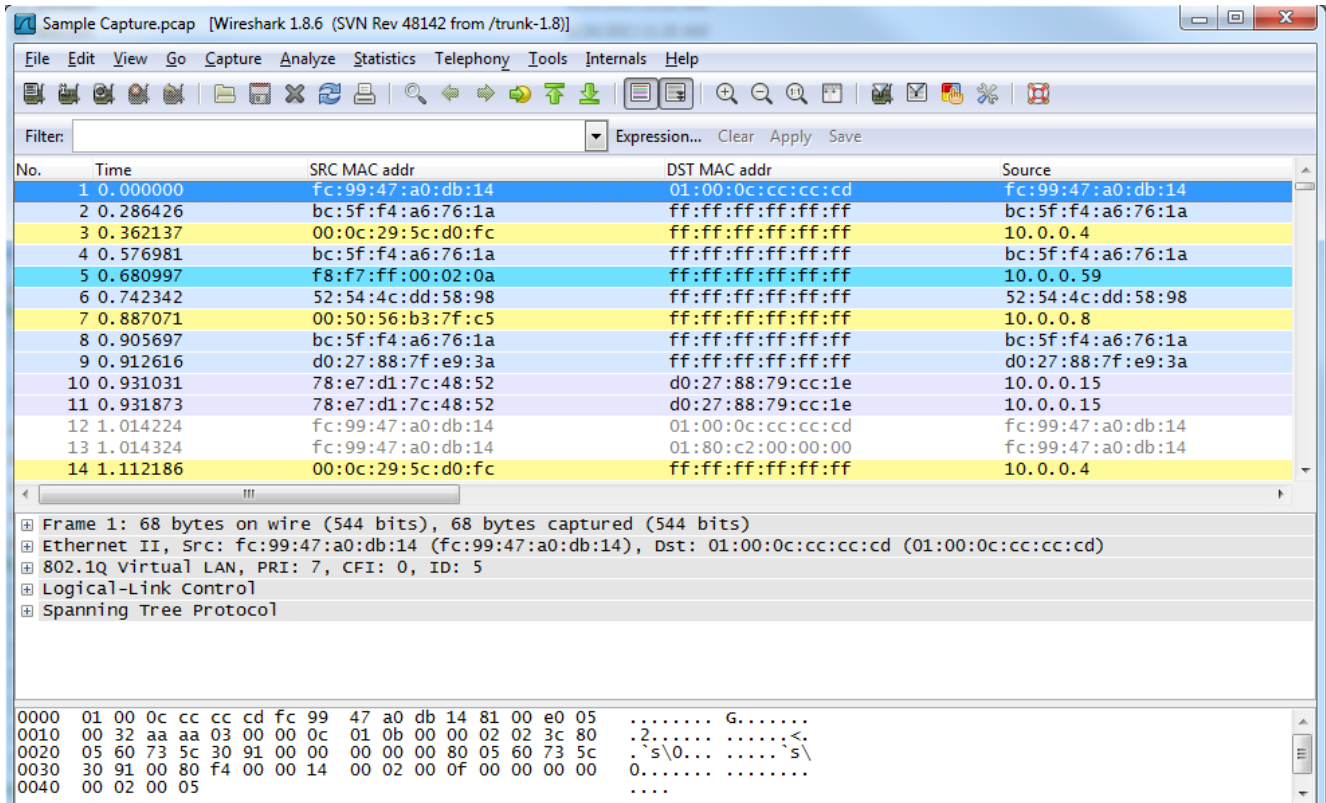 Sample Capture.pcap [Wireshark 1.8.6 (SVN Rev 48142 from /trunk-1.8)]
File Edit View Go Capture Analyze Statistics Telephony Tools Internals Help
Filter: Expression... Clear Apply Save
No. Time SRC MAC addr DST MAC addr Source
1 0.000000 fc:99:47:a0:db:14 01:00:0c:cc:cc:cd fc:99:47:a0:db:14
2 0.286426 bc:5f:f4:a6:76:1a ff:ff:ff:ff:ff:ff bc:5f:f4:a6:76:1a
3 0.362137 00:0c:29:5c:d0:fc ff:ff:ff:ff:ff:ff 10.0.0.4
4 0.576981 bc:5f:f4:a6:76:1a ff:ff:ff:ff:ff:ff bc:5f:f4:a6:76:1a
5 0.680997 f8:f7:ff:00:02:0a ff:ff:ff:ff:ff:ff 10.0.0.59
6 0.742342 52:54:4c:dd:58:98 ff:ff:ff:ff:ff:ff 52:54:4c:dd:58:98
7 0.887071 00:50:56:b3:7f:c5 ff:ff:ff:ff:ff:ff 10.0.0.8
8 0.905697 bc:5f:f4:a6:76:1a ff:ff:ff:ff:ff:ff bc:5f:f4:a6:76:1a
9 0.912616 d0:27:88:7f:e9:3a ff:ff:ff:ff:ff:ff d0:27:88:7f:e9:3a
10 0.931031 78:e7:d1:7c:48:52 d0:27:88:79:cc:1e 10.0.0.15
11 0.931873 78:e7:d1:7c:48:52 d0:27:88:79:cc:1e 10.0.0.15
12 1.014224 fc:99:47:a0:db:14 01:00:0c:cc:cc:cd fc:99:47:a0:db:14
13 1.014324 fc:99:47:a0:db:14 01:80:c2:00:00:00 fc:99:47:a0:db:14
14 1.112186 00:0c:29:5c:d0:fc ff:ff:ff:ff:ff:ff 10.0.0.4
Frame 1: 68 bytes on wire (544 bits), 68 bytes captured (544 bits)
Ethernet II, Src: fc:99:47:a0:db:14 (fc:99:47:a0:db:14), Dst: 01:00:0c:cc:cc:cd (01:00:0c:cc:cc:cd)
802.1Q Virtual LAN, PRI: 7, CFI: 0, ID: 5
Logical-Link Control
Spanning Tree Protocol
0000 01 00 0c cc cc cd fc 99 47 a0 db 14 81 00 e0 05 ........ G.......
0010 00 32 aa aa 03 00 00 0c 01 0b 00 00 02 02 3c 80 .2...... ......<.
0020 05 60 73 5c 30 91 00 00 00 00 00 80 05 60 73 5c .`s\0... .....`s\
0030 30 91 00 80 f4 00 00 14 00 02 00 0f 00 00 00 00 0....... ........
0040 00 02 00 05 ....